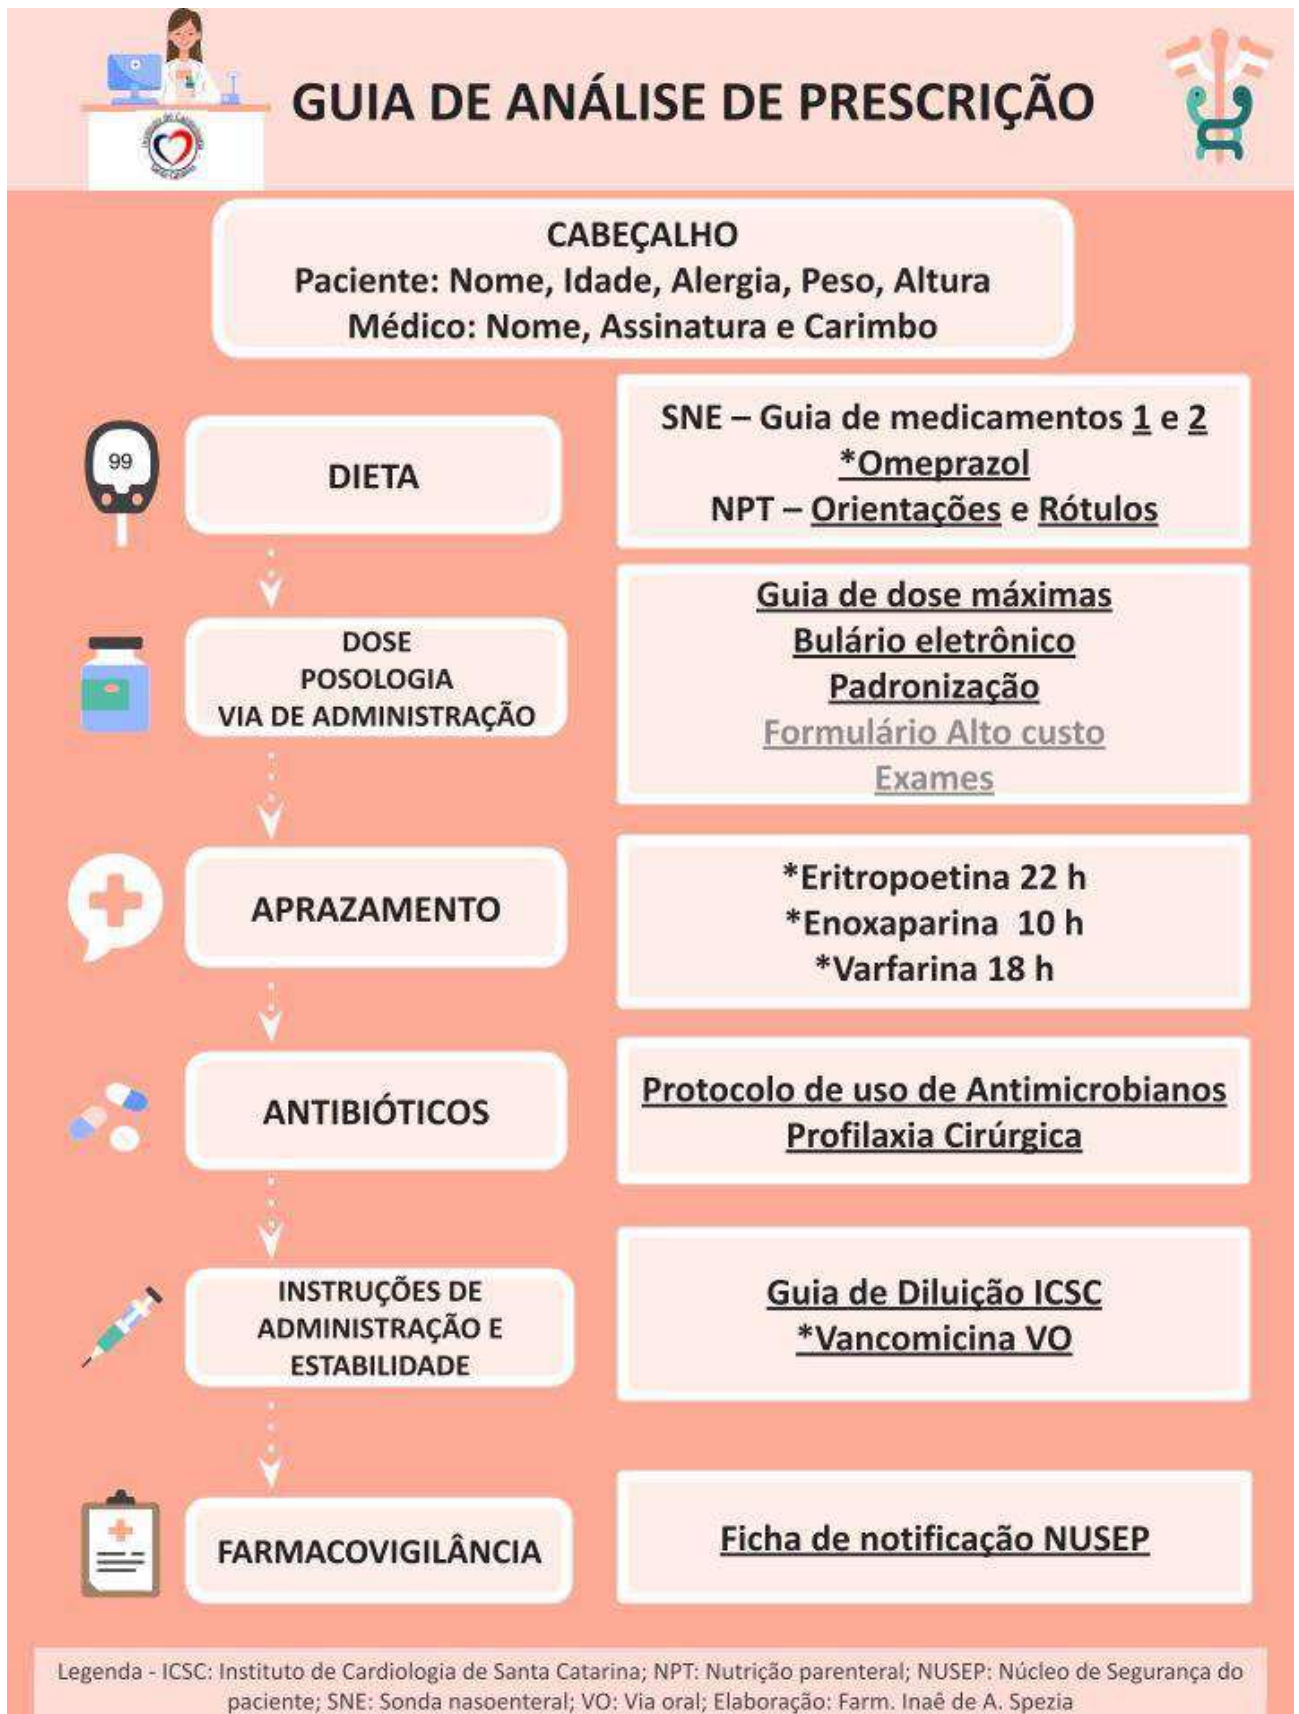 GUIA DE ANÁLISE DE PRESCRIÇÃO
CABEÇALHO
Paciente: Nome, Idade, Alergia, Peso, Altura
Médico: Nome, Assinatura e Carimbo
99
DIETA
SNE – Guia de medicamentos 1 e 2
*Omeprazol
NPT – Orientações e Rótulos
DOSE
POSOLOGIA
VIA DE ADMINISTRAÇÃO
Guia de dose máximas
Bulário eletrônico
Padronização
Formulário Alto custo
Exames
APRAZAMENTO
*Eritropoetina 22 h
*Enoxaparina 10 h
*Varfarina 18 h
ANTIBIÓTICOS
Protocolo de uso de Antimicrobianos
Profilaxia Cirúrgica
INSTRUÇÕES DE
ADMINISTRAÇÃO E
ESTABILIDADE
Guia de Diluição ICSC
*Vancomicina VO
FARMACOVIGILÂNCIA
Ficha de notificação NUSEP
Legenda - ICSC: Instituto de Cardiologia de Santa Catarina; NPT: Nutrição parenteral; NUSEP: Núcleo de Segurança do
paciente; SNE: Sonda nasoenteral; VO: Via oral; Elaboração: Farm. Inaê de A. Spezia